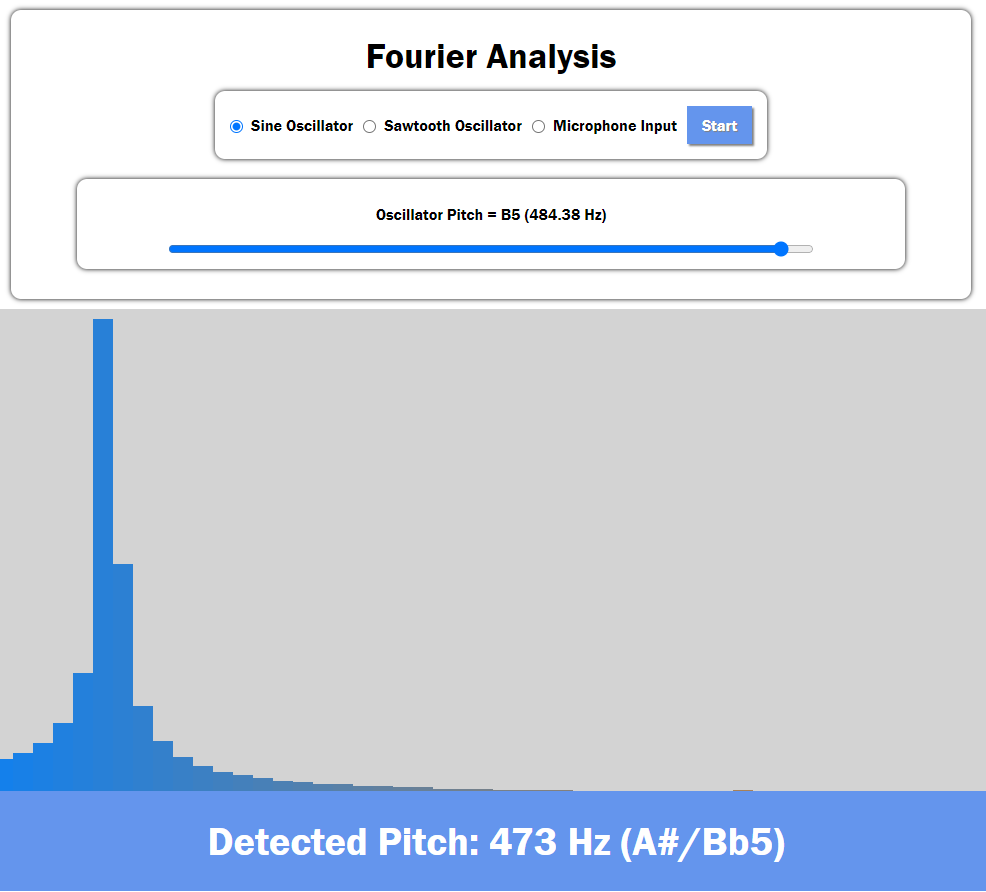 Fourier Analysis
Sine Oscillator Sawtooth Oscillator Microphone Input Start
Oscillator Pitch = B5 (484.38 Hz)
Detected Pitch: 473 Hz (A#/Bb5)